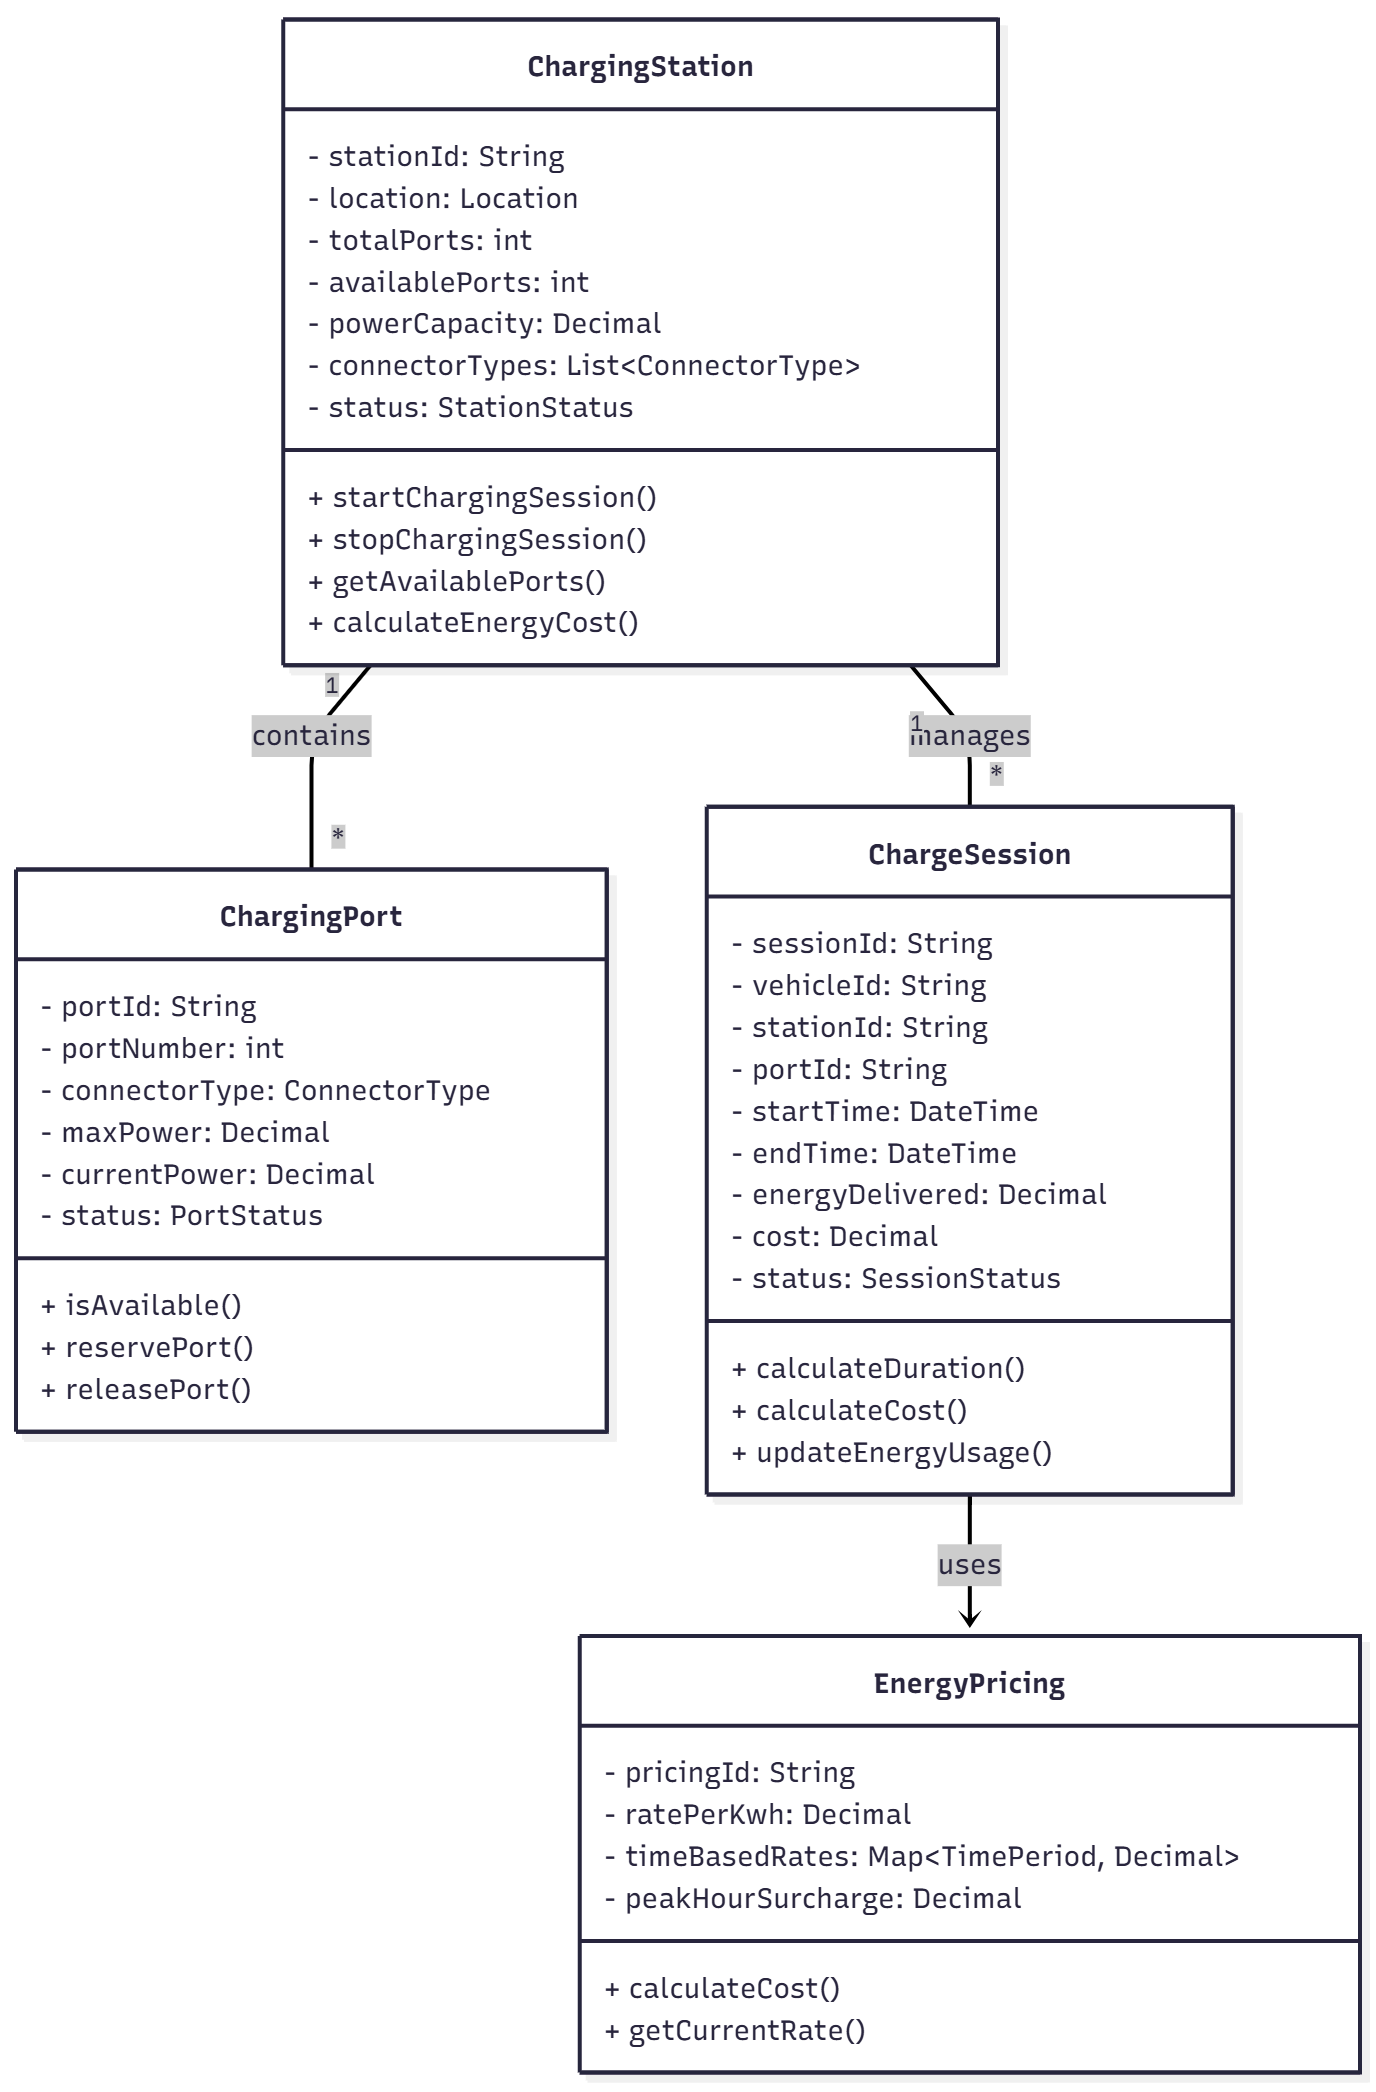 ChargingStation
- stationId: String
- location: Location
- totalPorts: int
- availablePorts: int
- powerCapacity: Decimal
- connectorTypes: List<ConnectorType>
- status: StationStatus
+ startChargingSession()
+ stopChargingSession()
+ getAvailablePorts()
+ calculateEnergyCost()
1
contains
*
1
manages
*
ChargingPort
- portId: String
- portNumber: int
- connectorType: ConnectorType
- maxPower: Decimal
- currentPower: Decimal
- status: PortStatus
+ isAvailable()
+ reservePort()
+ releasePort()
ChargeSession
- sessionId: String
- vehicleId: String
- stationId: String
- portId: String
- startTime: DateTime
- endTime: DateTime
- energyDelivered: Decimal
- cost: Decimal
- status: SessionStatus
+ calculateDuration()
+ calculateCost()
+ updateEnergyUsage()
uses
EnergyPricing
- pricingId: String
- ratePerKwh: Decimal
- timeBasedRates: Map<TimePeriod, Decimal>
- peakHourSurcharge: Decimal
+ calculateCost()
+ getCurrentRate()